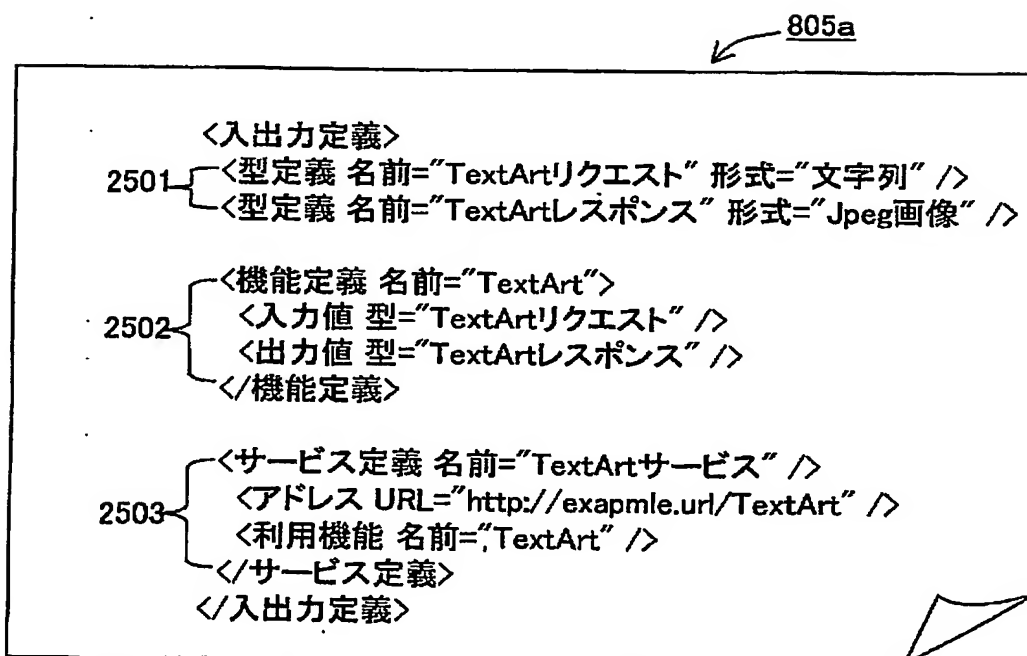 805a
<入出力定義>
2501 <型定義 名前="TextArtリクエスト" 形式="文字列" />
<型定義 名前="TextArtレスポンス" 形式="Jpeg画像" />
<機能定義 名前="TextArt">
2502 <入力値 型="TextArtリクエスト" />
<出力値 型="TextArtレスポンス" />
</機能定義>
<サービス定義 名前="TextArtサービス" />
2503 <アドレス URL="http://exapmle.url/TextArt" />
<利用機能 名前="TextArt" />
</サービス定義>
</入出力定義>